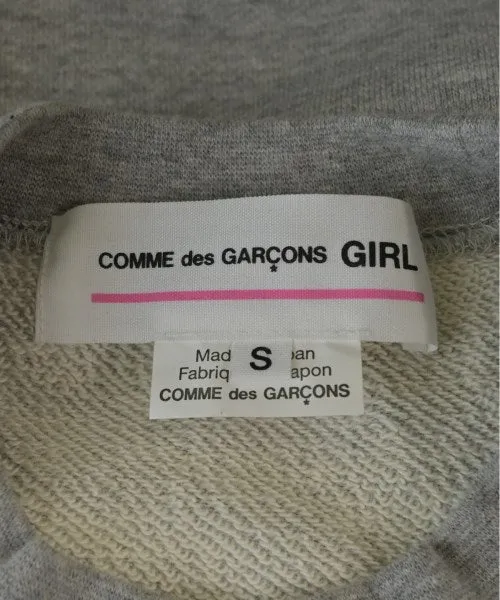 COMME des GARÇONS GIRL
Mad S pan
Fabriq apon
COMME des GARÇONS